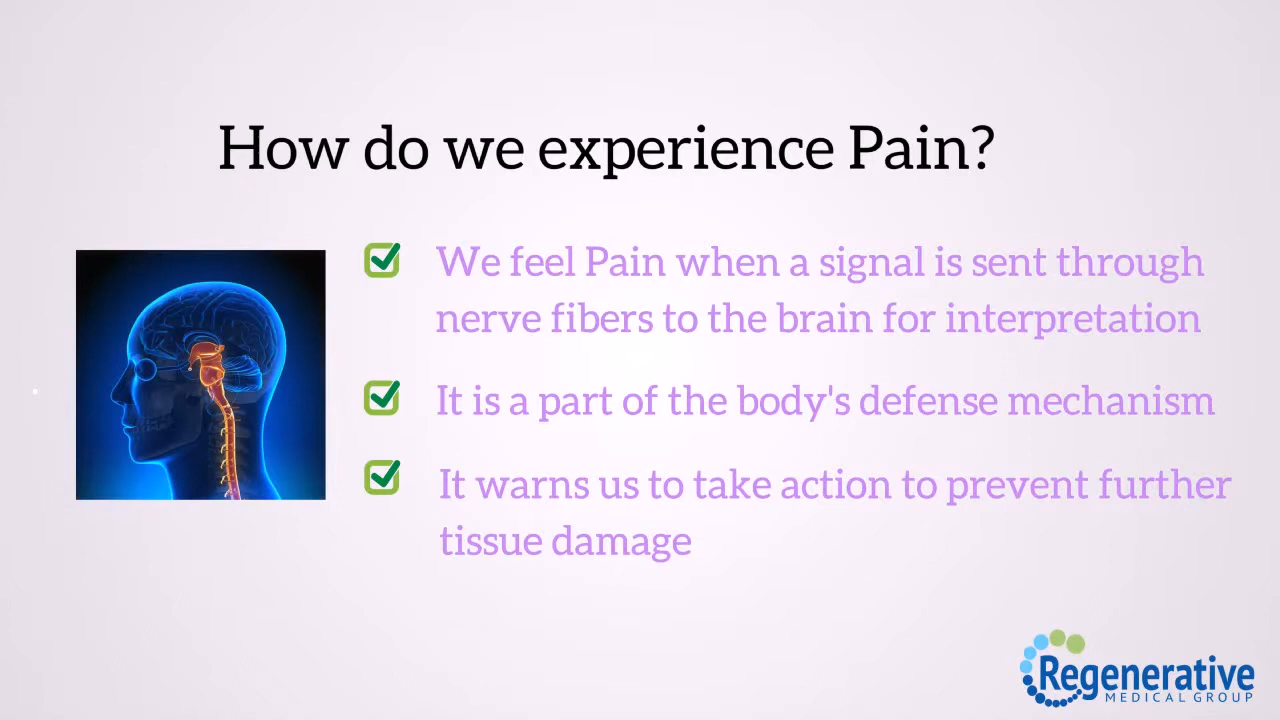 How do we experience Pain?
We feel Pain when a signal is sent through
nerve fibers to the brain for interpretation
It is a part of the body's defense mechanism
It warns us to take action to prevent further
tissue damage
Regenerative
MEDICAL GROUP